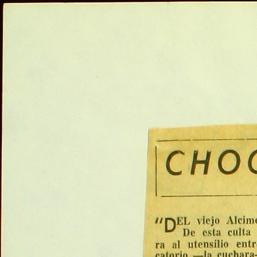 CHOC
"DEL viejo Alcime
De esta culta
ra al utensilio entr
catorio —la cuchara-